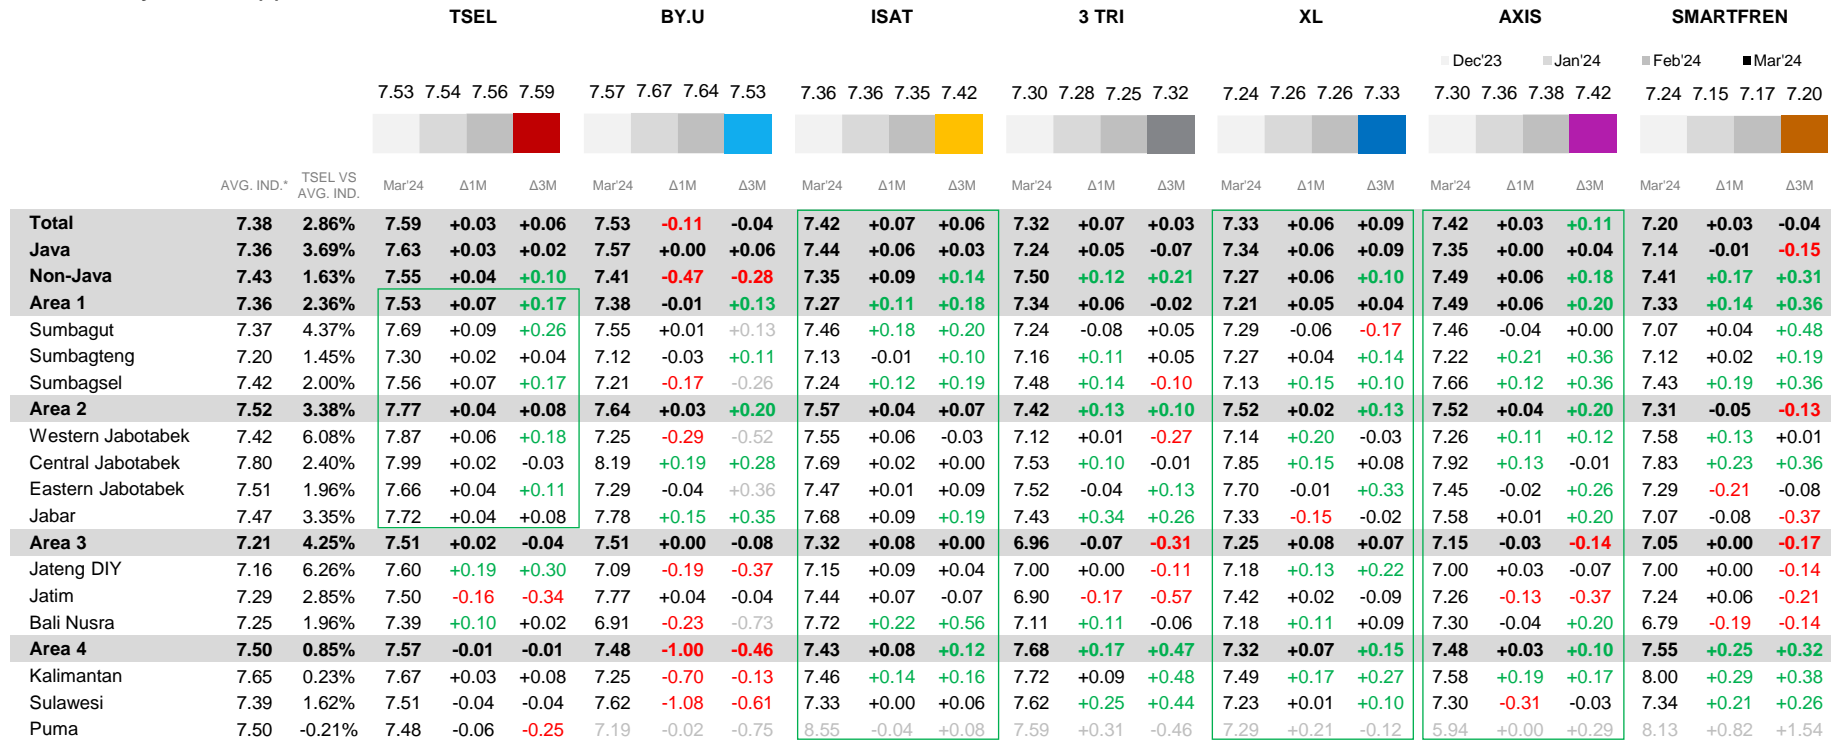 TSEL BY.U ISAT 3 TRI XL AXIS SMARTFREN
Dec'23 Jan'24 Feb'24 Mar'24
7.53 7.54 7.56 7.59 7.57 7.67 7.64 7.53 7.36 7.36 7.35 7.42 7.30 7.28 7.25 7.32 7.24 7.26 7.26 7.33 7.30 7.36 7.38 7.42 7.24 7.15 7.17 7.20
AVG. IND.* TSEL VS AVG. IND. Mar'24 Δ1M Δ3M Mar'24 Δ1M Δ3M Mar'24 Δ1M Δ3M Mar'24 Δ1M Δ3M Mar'24 Δ1M Δ3M Mar'24 Δ1M Δ3M Mar'24 Δ1M Δ3M
Total 7.38 2.86% 7.59 +0.03 +0.06 7.53 -0.11 -0.04 7.42 +0.07 +0.06 7.32 +0.07 +0.03 7.33 +0.06 +0.09 7.42 +0.03 +0.11 7.20 +0.03 -0.04
Java 7.36 3.69% 7.63 +0.03 +0.02 7.57 +0.00 +0.06 7.44 +0.06 +0.03 7.24 +0.05 -0.07 7.34 +0.06 +0.09 7.35 +0.00 +0.04 7.14 -0.01 -0.15
Non-Java 7.43 1.63% 7.55 +0.04 +0.10 7.41 -0.47 -0.28 7.35 +0.09 +0.14 7.50 +0.12 +0.21 7.27 +0.06 +0.10 7.49 +0.06 +0.18 7.41 +0.17 +0.31
Area 1 7.36 2.36% 7.53 +0.07 +0.17 7.38 -0.01 +0.13 7.27 +0.11 +0.18 7.34 +0.06 -0.02 7.21 +0.05 +0.04 7.49 +0.06 +0.20 7.33 +0.14 +0.36
Sumbagut 7.37 4.37% 7.69 +0.09 +0.26 7.55 +0.01 +0.13 7.46 +0.18 +0.20 7.24 -0.08 +0.05 7.29 -0.06 -0.17 7.46 -0.04 +0.00 7.07 +0.04 +0.48
Sumbagteng 7.20 1.45% 7.30 +0.02 +0.04 7.12 -0.03 +0.11 7.13 -0.01 +0.10 7.16 +0.11 +0.05 7.27 +0.04 +0.14 7.22 +0.21 +0.36 7.12 +0.02 +0.19
Sumbagsel 7.42 2.00% 7.56 +0.07 +0.17 7.21 -0.17 -0.26 7.24 +0.12 +0.19 7.48 +0.14 -0.10 7.13 +0.15 +0.10 7.66 +0.12 +0.36 7.43 +0.19 +0.36
Area 2 7.52 3.38% 7.77 +0.04 +0.08 7.64 +0.03 +0.20 7.57 +0.04 +0.07 7.42 +0.13 +0.10 7.52 +0.02 +0.13 7.52 +0.04 +0.20 7.31 -0.05 -0.13
Western Jabotabek 7.42 6.08% 7.87 +0.06 +0.18 7.25 -0.29 -0.52 7.55 +0.06 -0.03 7.12 +0.01 -0.27 7.14 +0.20 -0.03 7.26 +0.11 +0.12 7.58 +0.13 +0.01
Central Jabotabek 7.80 2.40% 7.99 +0.02 -0.03 8.19 +0.19 +0.28 7.69 +0.02 +0.00 7.53 +0.10 -0.01 7.85 +0.15 +0.08 7.92 +0.13 -0.01 7.83 +0.23 +0.36
Eastern Jabotabek 7.51 1.96% 7.66 +0.04 +0.11 7.29 -0.04 +0.36 7.47 +0.01 +0.09 7.52 -0.04 +0.13 7.70 -0.01 +0.33 7.45 -0.02 +0.26 7.29 -0.21 -0.08
Jabar 7.47 3.35% 7.72 +0.04 +0.08 7.78 +0.15 +0.35 7.68 +0.09 +0.19 7.43 +0.34 +0.26 7.33 -0.15 -0.02 7.58 +0.01 +0.20 7.07 -0.08 -0.37
Area 3 7.21 4.25% 7.51 +0.02 -0.04 7.51 +0.00 -0.08 7.32 +0.08 +0.00 6.96 -0.07 -0.31 7.25 +0.08 +0.07 7.15 -0.03 -0.14 7.05 +0.00 -0.17
Jateng DIY 7.16 6.26% 7.60 +0.19 +0.30 7.09 -0.19 -0.37 7.15 +0.09 +0.04 7.00 +0.00 -0.11 7.18 +0.13 +0.22 7.00 +0.03 -0.07 7.00 +0.00 -0.14
Jatim 7.29 2.85% 7.50 -0.16 -0.34 7.77 +0.04 -0.04 7.44 +0.07 -0.07 6.90 -0.17 -0.57 7.42 +0.02 -0.09 7.26 -0.13 -0.37 7.24 +0.06 -0.21
Bali Nusra 7.25 1.96% 7.39 +0.10 +0.02 6.91 -0.23 -0.73 7.72 +0.22 +0.56 7.11 +0.11 -0.06 7.18 +0.11 +0.09 7.30 -0.04 +0.20 6.79 -0.19 -0.14
Area 4 7.50 0.85% 7.57 -0.01 -0.01 7.48 -1.00 -0.46 7.43 +0.08 +0.12 7.68 +0.17 +0.47 7.32 +0.07 +0.15 7.48 +0.03 +0.10 7.55 +0.25 +0.32
Kalimantan 7.65 0.23% 7.67 +0.03 +0.08 7.25 -0.70 -0.13 7.46 +0.14 +0.16 7.72 +0.09 +0.48 7.49 +0.17 +0.27 7.58 +0.19 +0.17 8.00 +0.29 +0.38
Sulawesi 7.39 1.62% 7.51 -0.04 -0.04 7.62 -1.08 -0.61 7.33 +0.00 +0.06 7.62 +0.25 +0.44 7.23 +0.01 +0.10 7.30 -0.31 -0.03 7.34 +0.21 +0.26
Puma 7.50 -0.21% 7.48 -0.06 -0.25 7.19 -0.02 -0.75 8.55 -0.04 +0.08 7.59 +0.31 -0.46 7.29 +0.21 -0.12 5.94 +0.00 +0.29 8.13 +0.82 +1.54